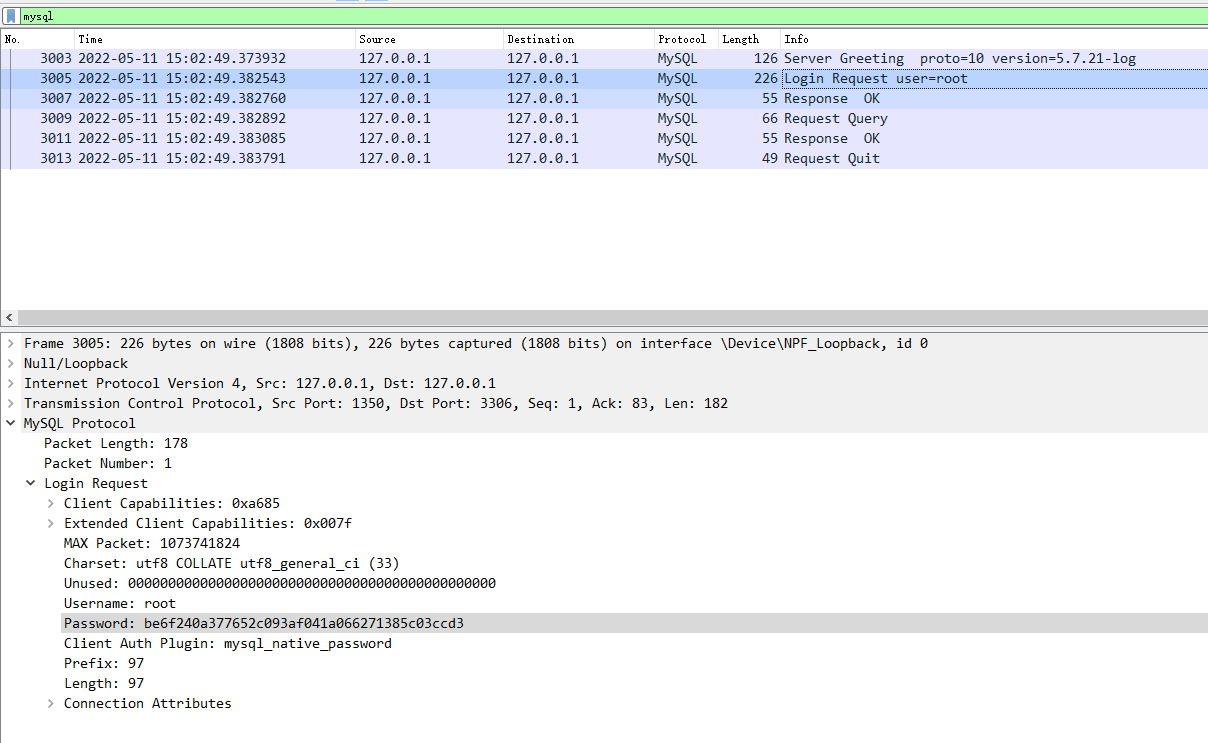 mysql
No. Time Source Destination Protocol Length Info
3003 2022-05-11 15:02:49.373932 127.0.0.1 127.0.0.1 MySQL 126 Server Greeting  proto=10 version=5.7.21-log
3005 2022-05-11 15:02:49.382543 127.0.0.1 127.0.0.1 MySQL 226 Login Request user=root
3007 2022-05-11 15:02:49.382760 127.0.0.1 127.0.0.1 MySQL 55 Response  OK
3009 2022-05-11 15:02:49.382892 127.0.0.1 127.0.0.1 MySQL 66 Request Query
3011 2022-05-11 15:02:49.383085 127.0.0.1 127.0.0.1 MySQL 55 Response  OK
3013 2022-05-11 15:02:49.383791 127.0.0.1 127.0.0.1 MySQL 49 Request Quit
Frame 3005: 226 bytes on wire (1808 bits), 226 bytes captured (1808 bits) on interface \Device\NPF_Loopback, id 0
Null/Loopback
Internet Protocol Version 4, Src: 127.0.0.1, Dst: 127.0.0.1
Transmission Control Protocol, Src Port: 1350, Dst Port: 3306, Seq: 1, Ack: 83, Len: 182
MySQL Protocol
Packet Length: 178
Packet Number: 1
Login Request
Client Capabilities: 0xa685
Extended Client Capabilities: 0x007f
MAX Packet: 1073741824
Charset: utf8 COLLATE utf8_general_ci (33)
Unused: 0000000000000000000000000000000000000000000000
Username: root
Password: be6f240a377652c093af041a066271385c03ccd3
Client Auth Plugin: mysql_native_password
Prefix: 97
Length: 97
Connection Attributes